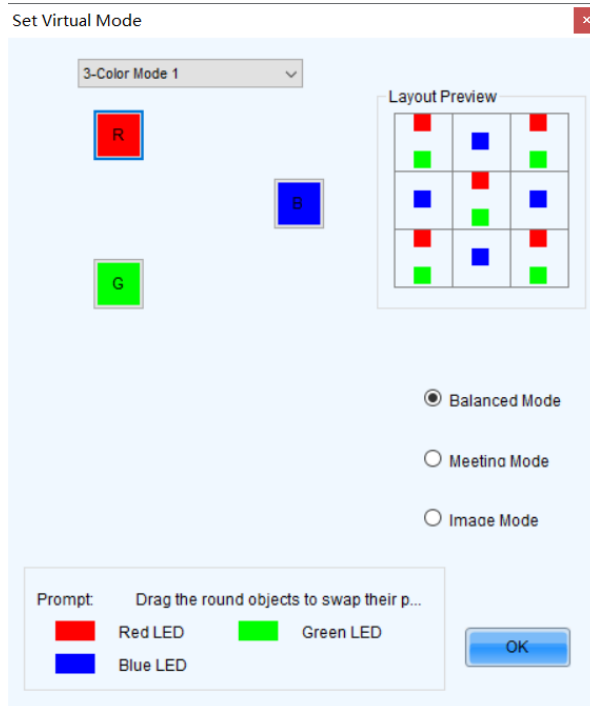 Set Virtual Mode
3-Color Mode 1
Layout Preview
R
B
G
Balanced Mode
Meeting Mode
Image Mode
Prompt: Drag the round objects to swap their p...
Red LED Green LED
Blue LED
OK